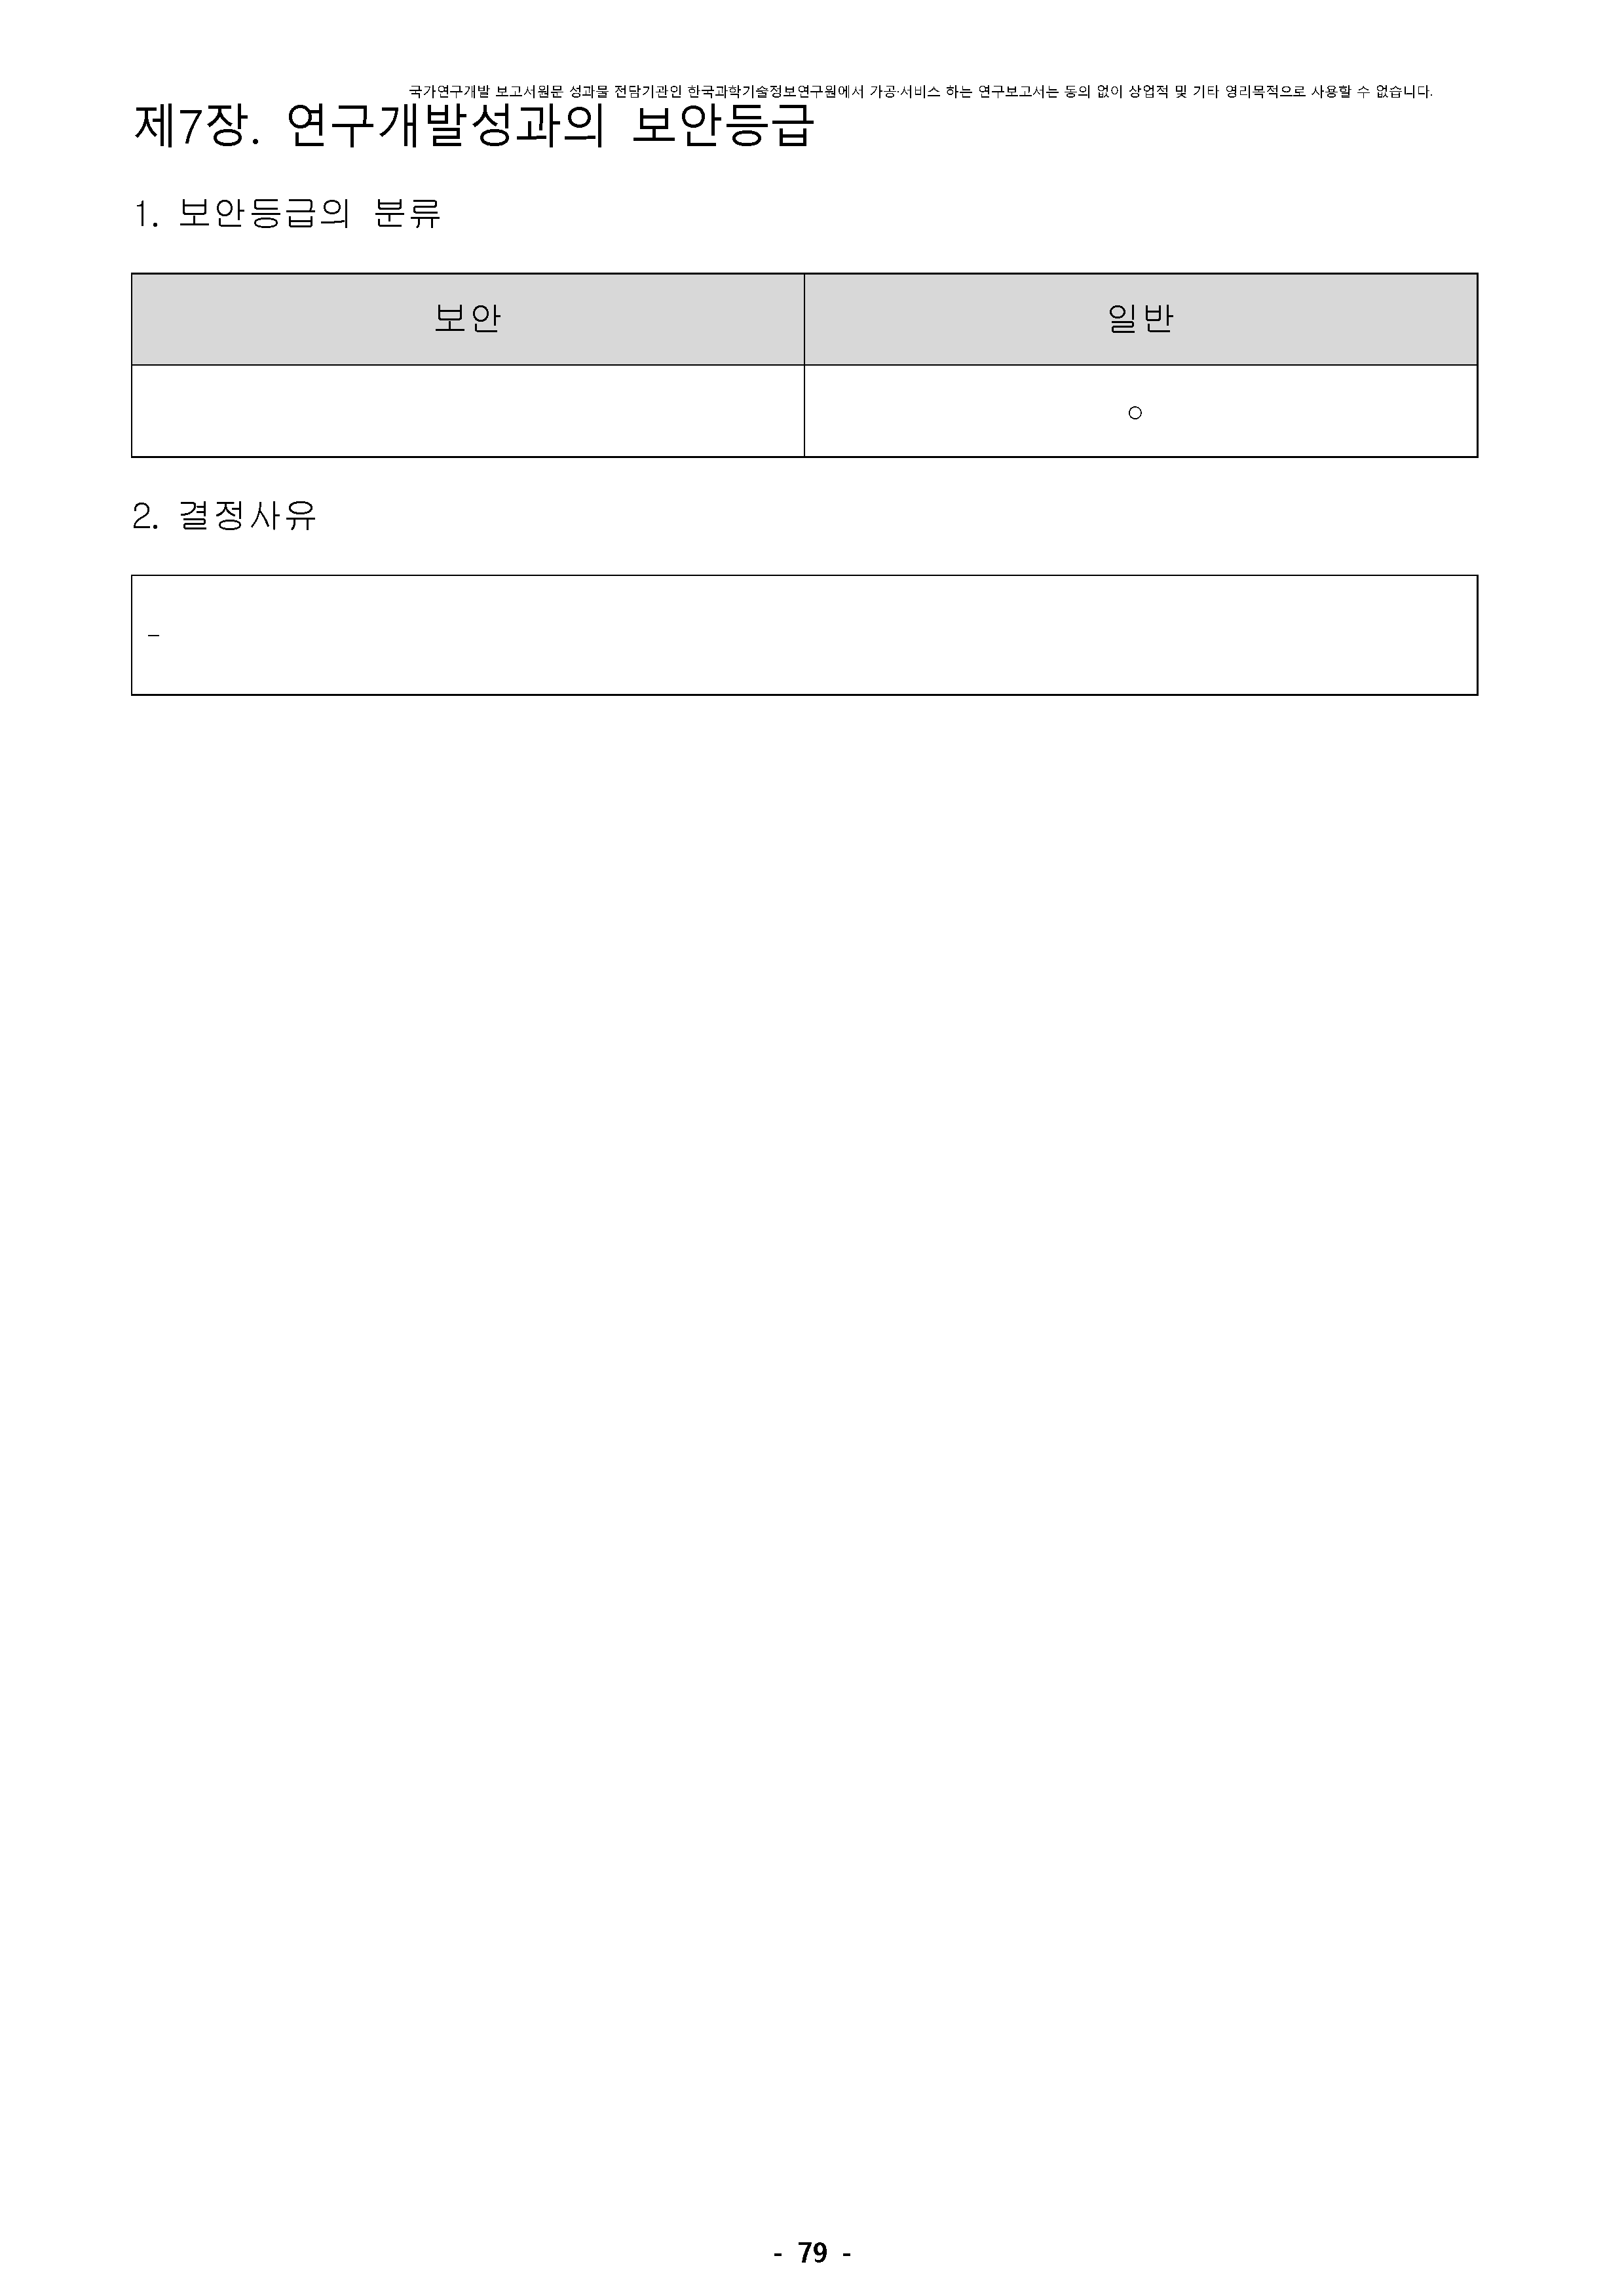 국가연구개발 보고서원문 성과물 전담기관인 한국과학기술정보연구원에서 가공·서비스 하는 연구보고서는 동의 없이 상업적 및 기타 영리목적으로 사용할 수 없습니다.
제7장. 연구개발성과의 보안등급
1. 보안등급의 분류
보안 일반
○
2. 결정사유
-
- 79 -